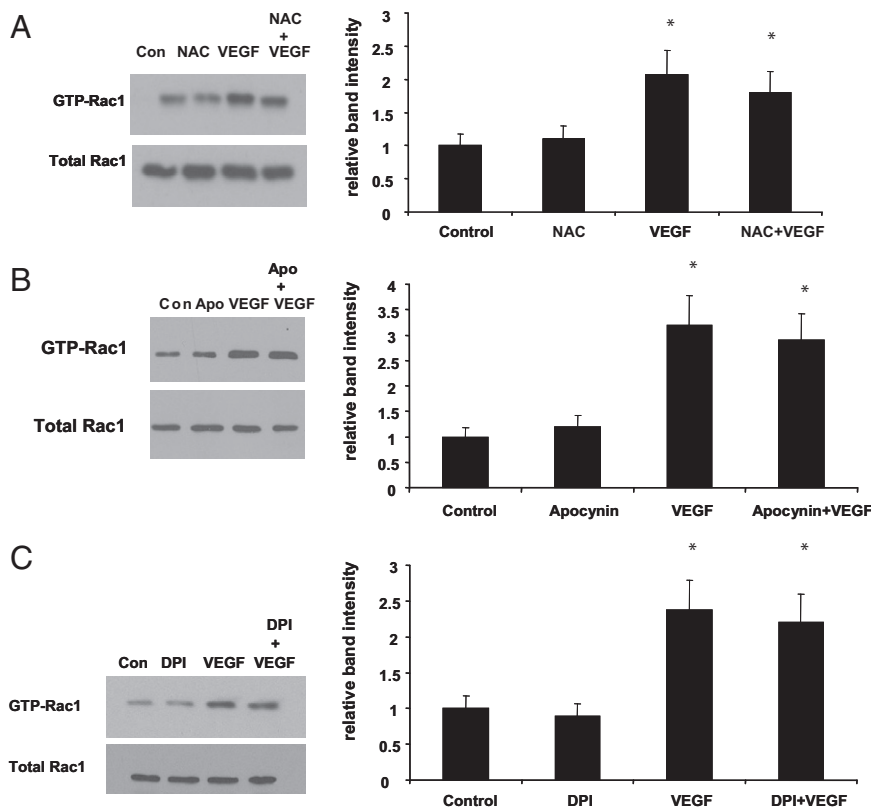 A
NAC
+
Con NAC VEGF VEGF
GTP-Rac1
Total Rac1
relative band intensity
3
2.5
2
1.5
1
0.5
0
*
*
Control NAC VEGF NAC+VEGF
B
Apo
+
Con Apo VEGF VEGF
GTP-Rac1
Total Rac1
relative band intensity
4
3.5
3
2.5
2
1.5
1
0.5
0
*
*
Control Apocynin VEGF Apocynin+VEGF
C
DPI
+
Con DPI VEGF VEGF
GTP-Rac1
Total Rac1
relative band intensity
3
2.5
2
1.5
1
0.5
0
*
*
Control DPI VEGF DPI+VEGF